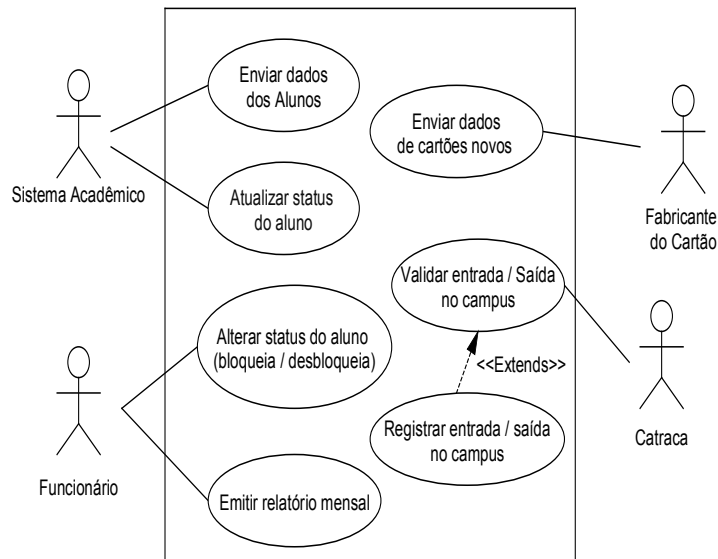 Enviar dados
dos Alunos
Enviar dados
de cartões novos
Sistema Acadêmico
Atualizar status
do aluno
Fabricante
do Cartão
Validar entrada / Saída
no campus
Alterar status do aluno
(bloqueia / desbloqueia)
<<Extends>>
Registrar entrada / saída
no campus
Catraca
Funcionário
Emitir relatório mensal